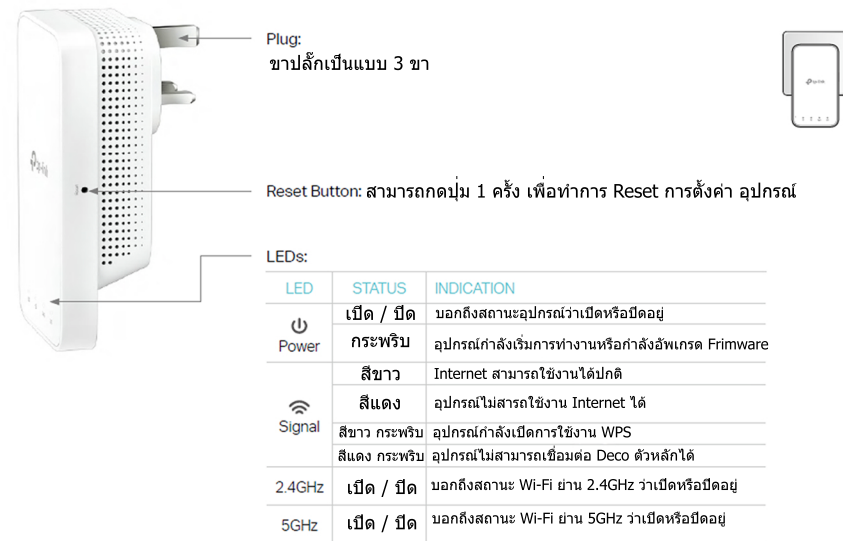 Plug:
ขาปลั๊กเป็นแบบ 3 ขา
tp-link
Reset Button: สามารถกดปุ่ม 1 ครั้ง เพื่อทำการ Reset การตั้งค่า อุปกรณ์
LEDs:
LED STATUS INDICATION
Power
เปิด / ปิด บอกถึงสถานะอุปกรณ์ว่าเปิดหรือปิดอยู่
กระพริบ อุปกรณ์กำลังเริ่มการทำงานหรือกำลังอัพเกรด Frimware
Signal
สีขาว Internet สามารถใช้งานได้ปกติ
สีแดง อุปกรณ์ไม่สารถใช้งาน Internet ได้
สีขาว กระพริบ อุปกรณ์กำลังเปิดการใช้งาน WPS
สีแดง กระพริบ อุปกรณ์ไม่สามารถเชื่อมต่อ Deco ตัวหลักได้
2.4GHz เปิด / ปิด บอกถึงสถานะ Wi-Fi ย่าน 2.4GHz ว่าเปิดหรือปิดอยู่
5GHz เปิด / ปิด บอกถึงสถานะ Wi-Fi ย่าน 5GHz ว่าเปิดหรือปิดอยู่